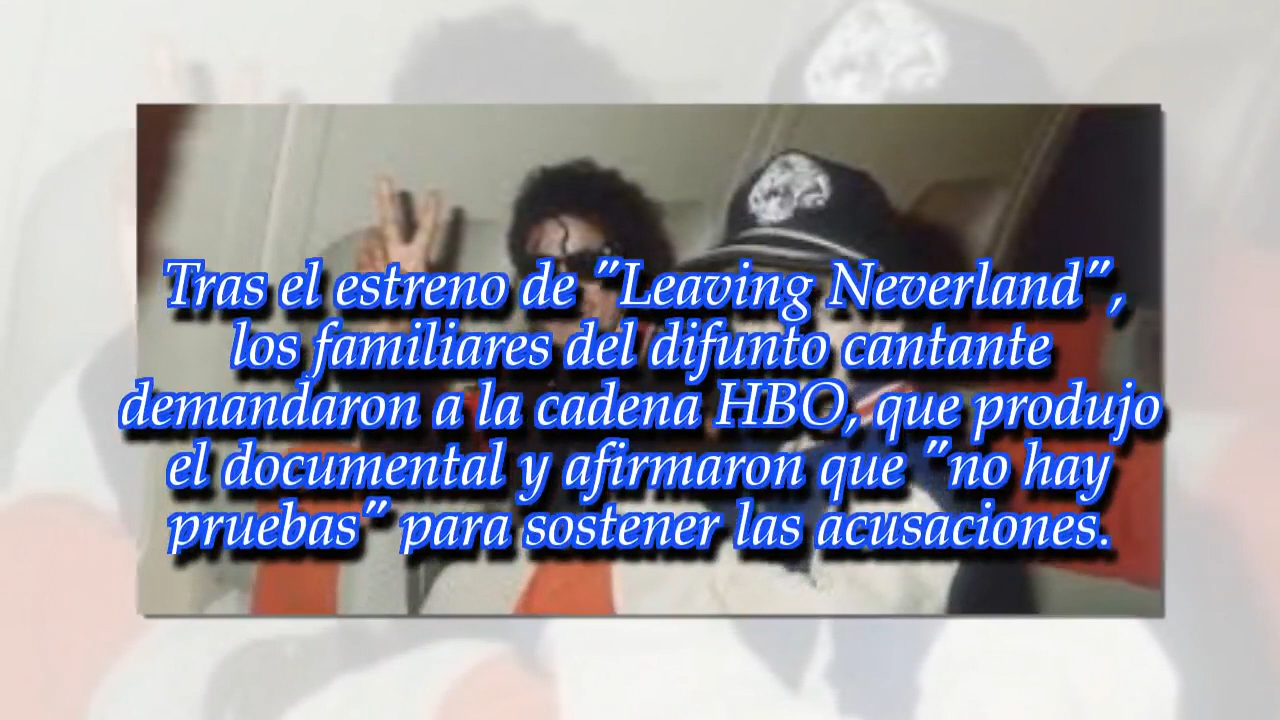 Tras el estreno de "Leaving Neverland",
los familiares del difunto cantante
demandaron a la cadena HBO, que produjo
el documental y afirmaron que "no hay
pruebas" para sostener las acusaciones.